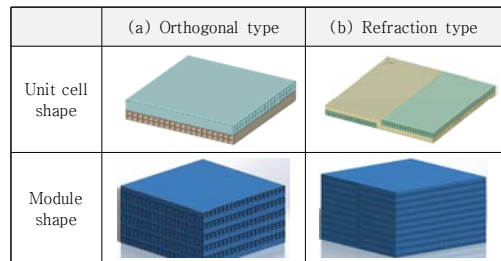 (a) Orthogonal type
(b) Refraction type
Unit cell
shape
Module
shape